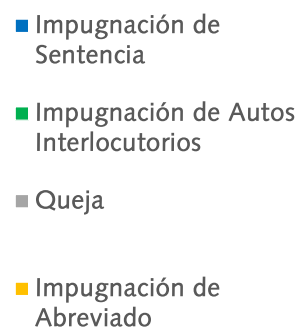 Impugnación de
Sentencia
Impugnación de Autos
Interlocutorios
Queja
Impugnación de
Abreviado